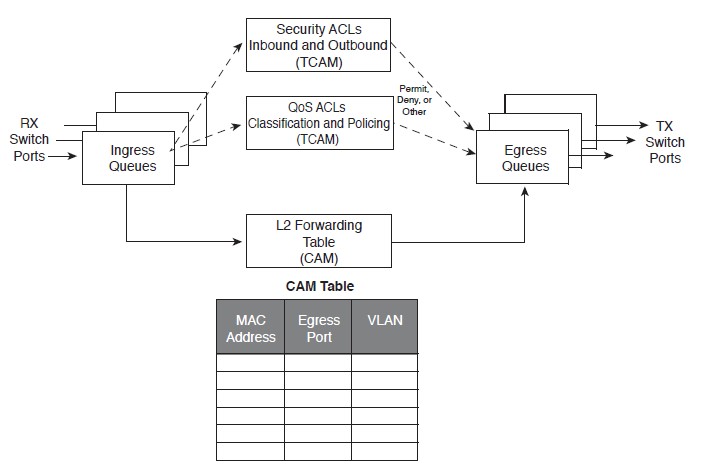 Security ACLs
Inbound and Outbound
(TCAM)
Permit,
Deny, or
Other
QoS ACLs
Classification and Policing
(TCAM)
RX
Switch
Ports
Ingress
Queues
Egress
Queues
TX
Switch
Ports
L2 Forwarding
Table
(CAM)
CAM Table
MAC
Address
Egress
Port
VLAN